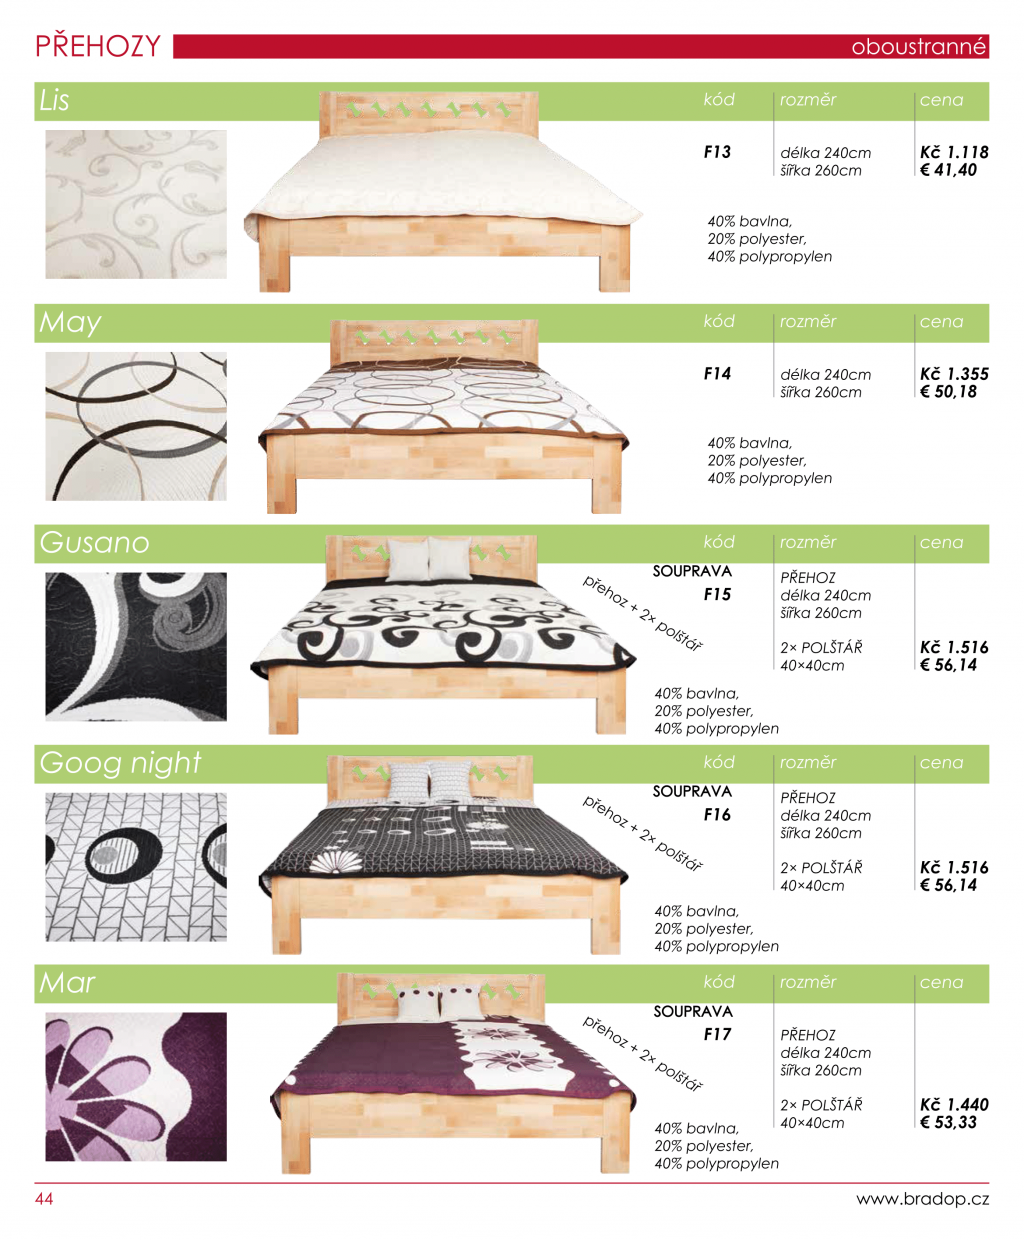 PŘEHOZY
oboustranné
Lis
kód rozměr cena
F13 délka 240cm Kč 1.118
šířka 260cm € 41,40
40% bavlna,
20% polyester,
40% polypropylen
May
kód rozměr cena
F14 délka 240cm Kč 1.355
šířka 260cm € 50,18
40% bavlna,
20% polyester,
40% polypropylen
Gusano
kód rozměr cena
SOUPRAVA
F15
přehoz + 2× polštář
PŘEHOZ
délka 240cm
šířka 260cm
2× POLŠTÁŘ Kč 1.516
40×40cm € 56,14
40% bavlna,
20% polyester,
40% polypropylen
Goog night
kód rozměr cena
SOUPRAVA
F16
přehoz + 2× polštář
PŘEHOZ
délka 240cm
šířka 260cm
2× POLŠTÁŘ Kč 1.516
40×40cm € 56,14
40% bavlna,
20% polyester,
40% polypropylen
Mar
kód rozměr cena
SOUPRAVA
F17
přehoz + 2× polštář
PŘEHOZ
délka 240cm
šířka 260cm
2× POLŠTÁŘ Kč 1.440
40×40cm € 53,33
40% bavlna,
20% polyester,
40% polypropylen
44
www.bradop.cz